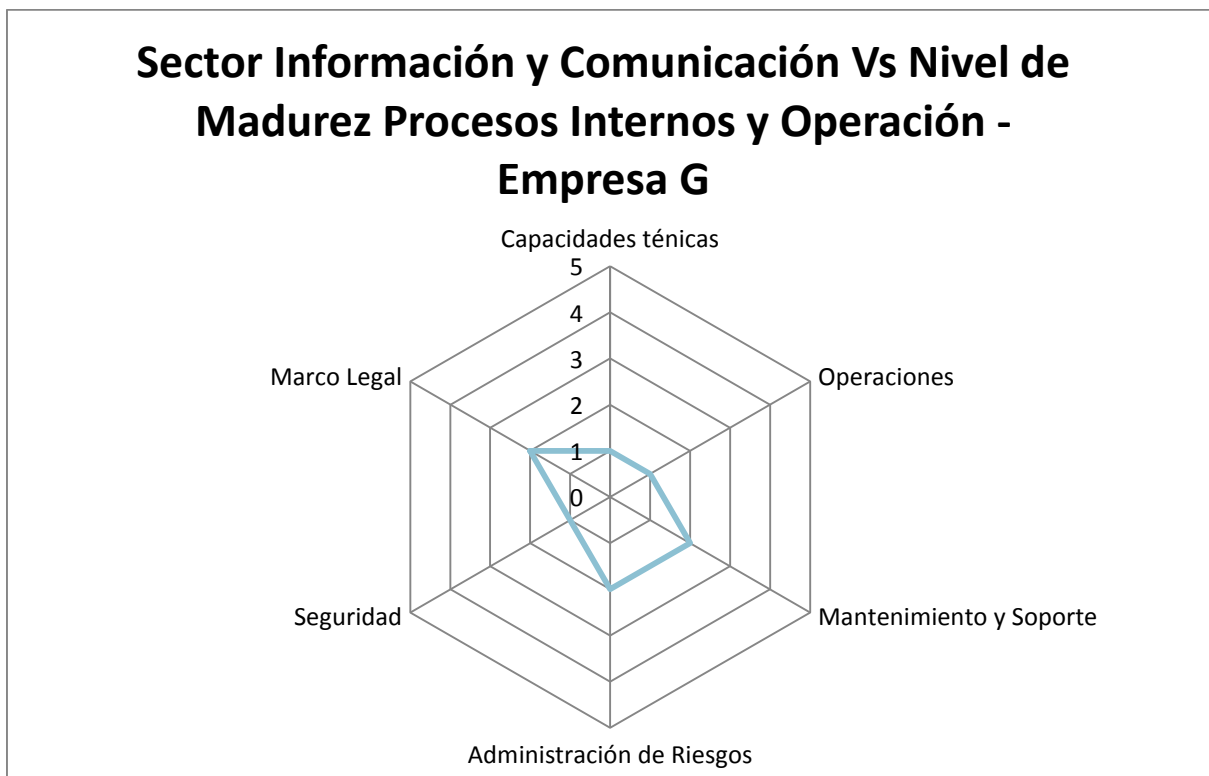 Sector Información y Comunicación Vs Nivel de
Madurez Procesos Internos y Operación -
Empresa G
Capacidades ténicas
5
4
3
2
1
0
Marco Legal
Operaciones
Seguridad
Mantenimiento y Soporte
Administración de Riesgos